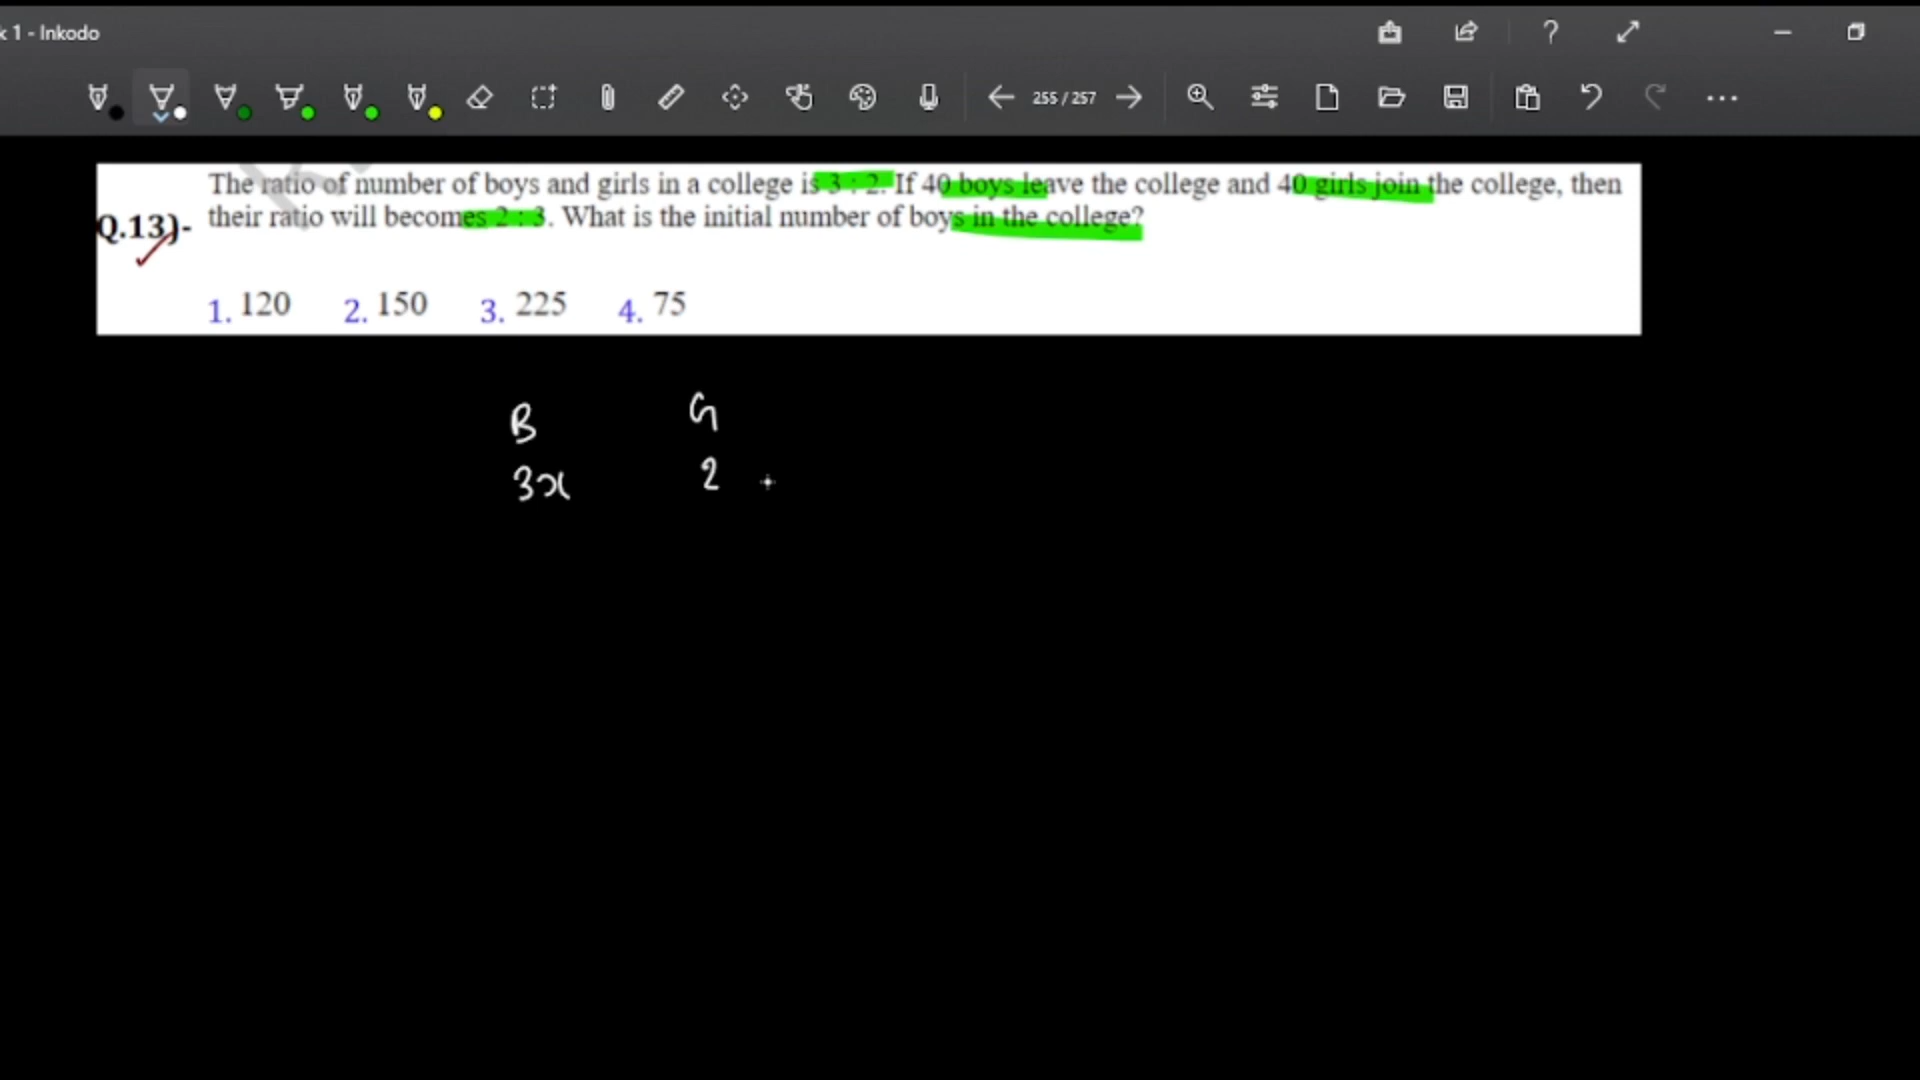 k 1 - Inkodo
255 / 257
The ratio of number of boys and girls in a college is 3 : 2. If 40 boys leave the college and 40 girls join the college, then
Q.13)- their ratio will becomes 2 : 3. What is the initial number of boys in the college?
1. 120 2. 150 3. 225 4. 75
B G
3x 2